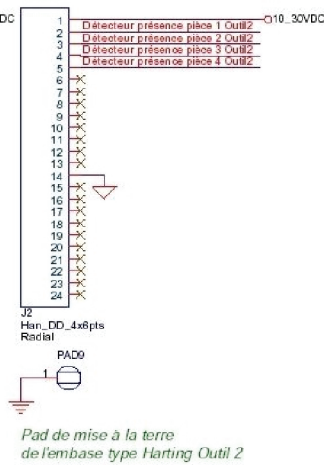 DC
1
10_30VDC
Détecteur présence pièce 1 Outil2
2
Détecteur présence pièce 2 Outil2
3
Détecteur présence pièce 3 Outil2
4
Détecteur présence pièce 4 Outil2
5
6
7
8
9
10
11
12
13
14
15
16
17
18
19
20
21
22
23
24
J2
Han_DD_4x6pts
Radial
PAD9
1
Pad de mise à la terre
de l'embase type Harting Outil 2